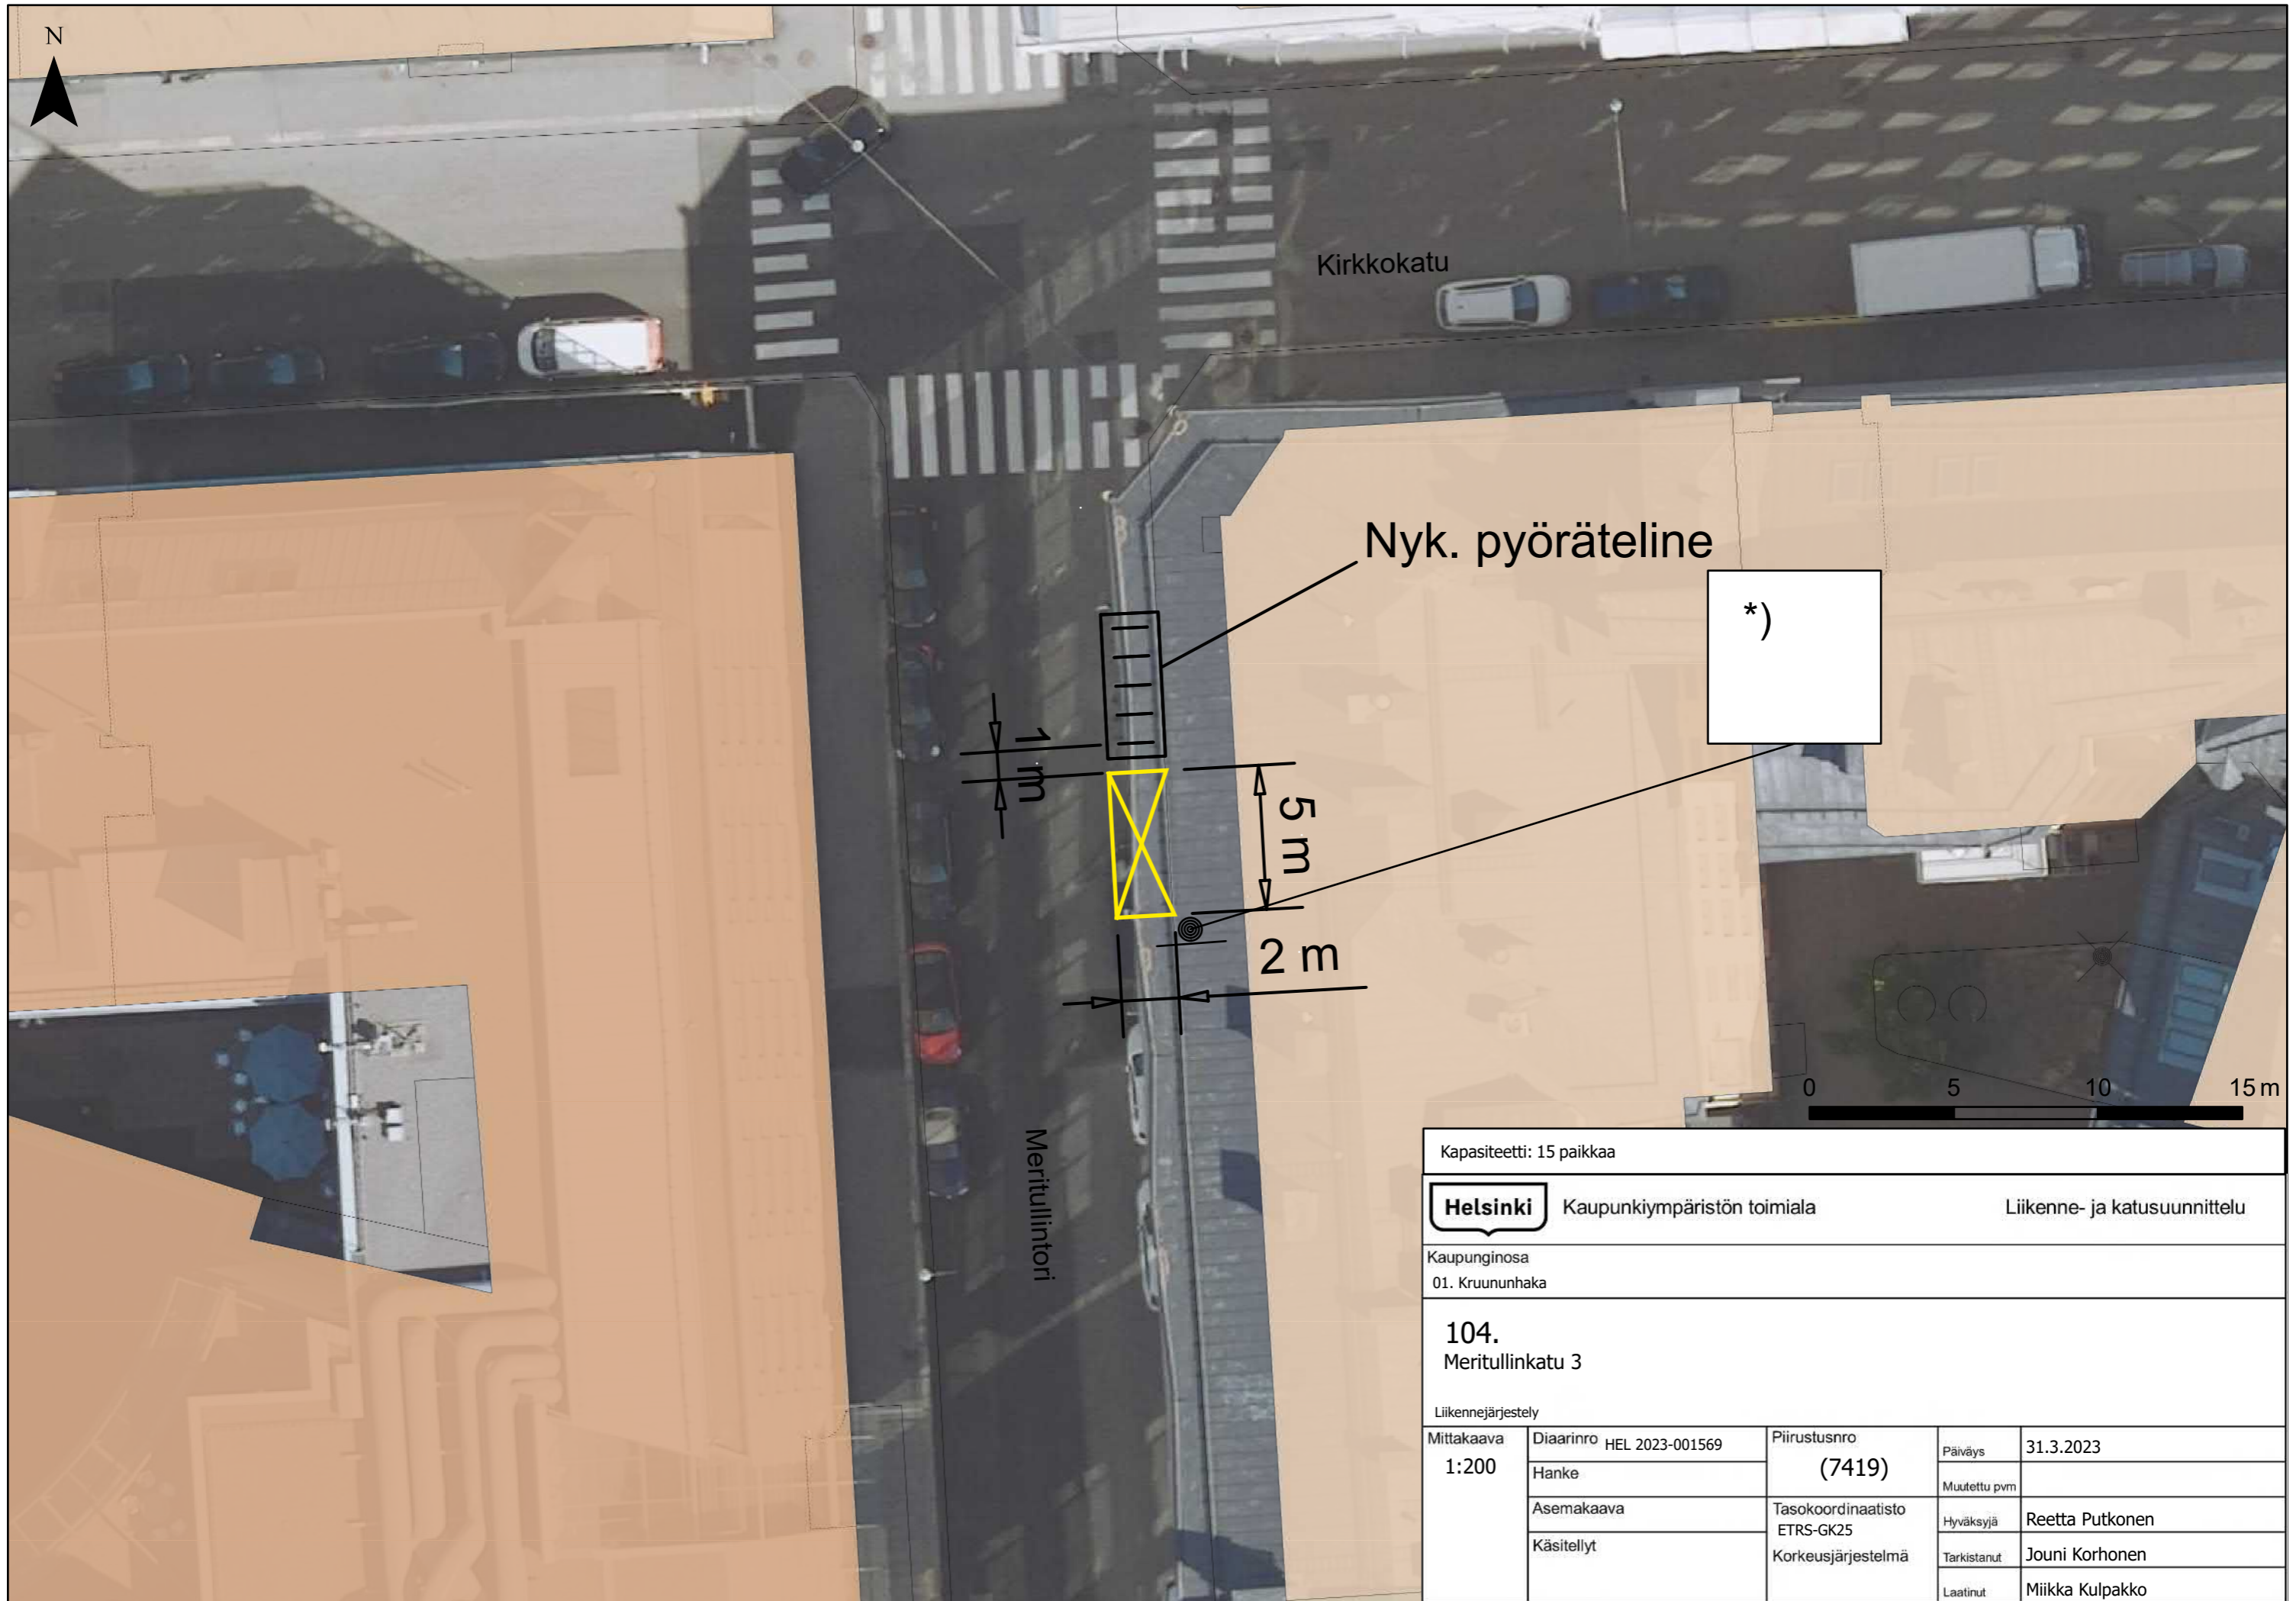 N
Kirkkokatu
Nyk. pyöräteline
*)
1 m
5 m
2 m
Meritullintori
0 5 10 15 m
Kapasiteetti: 15 paikkaa
Helsinki Kaupunkiympäristön toimiala Liikenne- ja katusuunnittelu
Kaupunginosa
01. Kruununhaka
104.
Meritullinkatu 3
Liikennejärjestely
Mittakaava
1:200
Diaarinro HEL 2023-001569
Hanke
Asemakaava
Käsitellyt
Piirustusnro
(7419)
Tasokoordinaatisto
ETRS-GK25
Korkeusjärjestelmä
Päiväys 31.3.2023
Muutettu pvm
Hyväksyjä Reetta Putkonen
Tarkistanut Jouni Korhonen
Laatinut Miikka Kulpakko